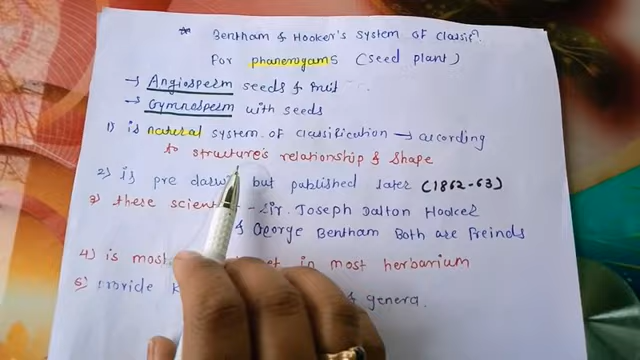 * Bentham & Hooker's System Of Classifⁿ.
For phanerogams (seed plant)
→ Angiosperm seeds & fruit
→ Gymnosperm with seeds
1) is natural system of classification → according
to structure's relationship & shape
2) is pre but published later (1862-63)
3) these - Sir. Joseph Dalton Hooker
& George Bentham Both are Freinds
4) is most in most herbarium
5) Provide & genera.